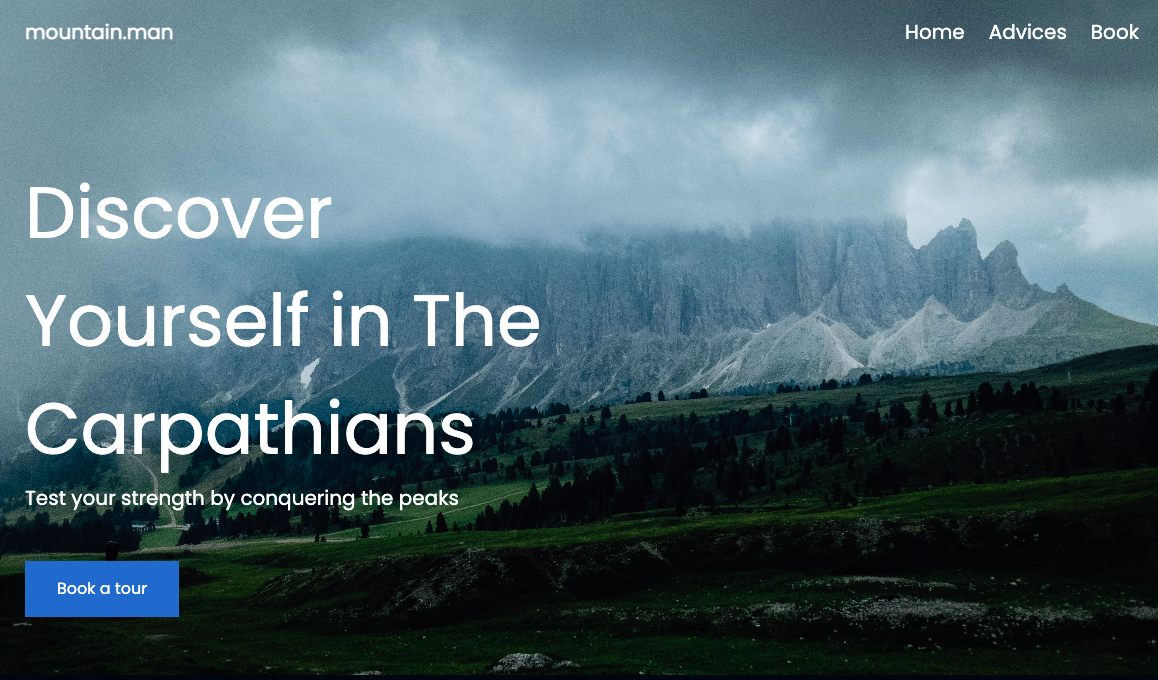 mountain.man
Home Advices Book
Discover
Yourself in The
Carpathians
Test your strength by conquering the peaks
Book a tour